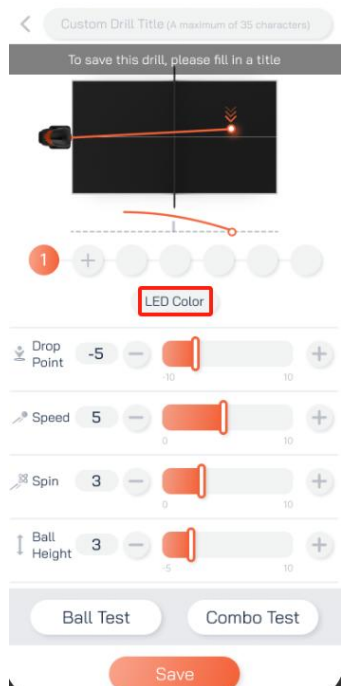 Custom Drill Title (A maximum of 35 characters)
To save this drill, please fill in a title
1 +
LED Color
Drop
Point -5 - +
-10 10
Speed 5 - +
0 10
Spin 3 - +
0 10
Ball
Height 3 - +
-5 10
Ball Test Combo Test
Save